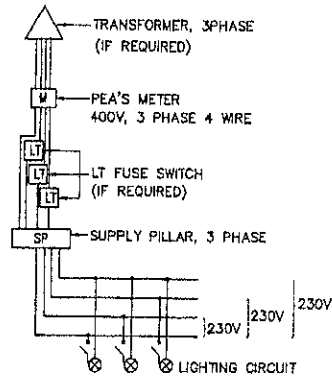 TRANSFORMER, 3PHASE
(IF REQUIRED)
M
PEA'S METER
400V, 3 PHASE 4 WIRE
LT
LT
LT
LT FUSE SWITCH
(IF REQUIRED)
SP
SUPPLY PILLAR, 3 PHASE
230V
230V
230V
LIGHTING CIRCUIT